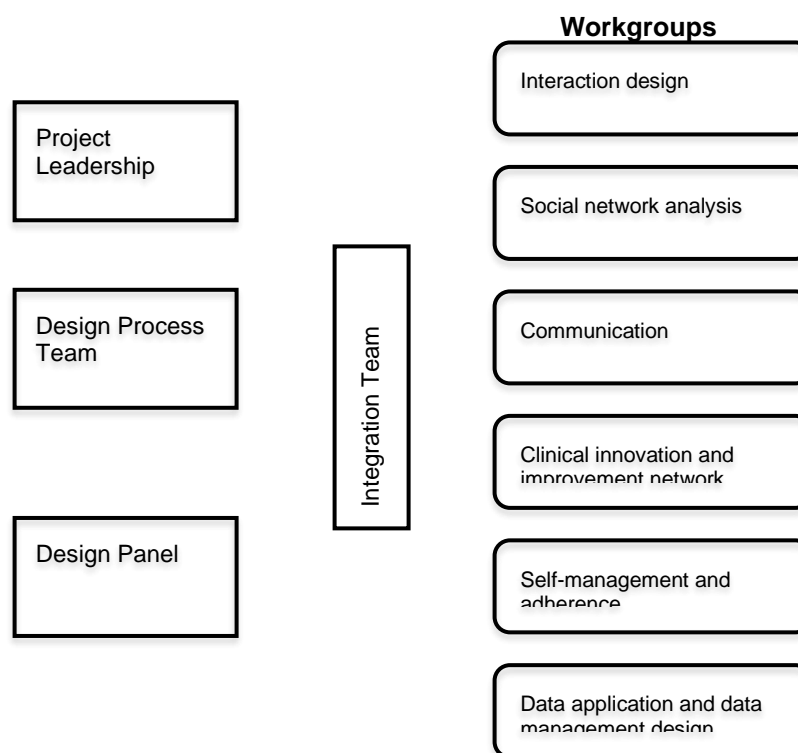 Workgroups
Interaction design
Project
Leadership
Social network analysis
Design Process
Team
Communication
Integration Team
Clinical innovation and
improvement network
Design Panel
Self-management and
adherence
Data application and data
management design